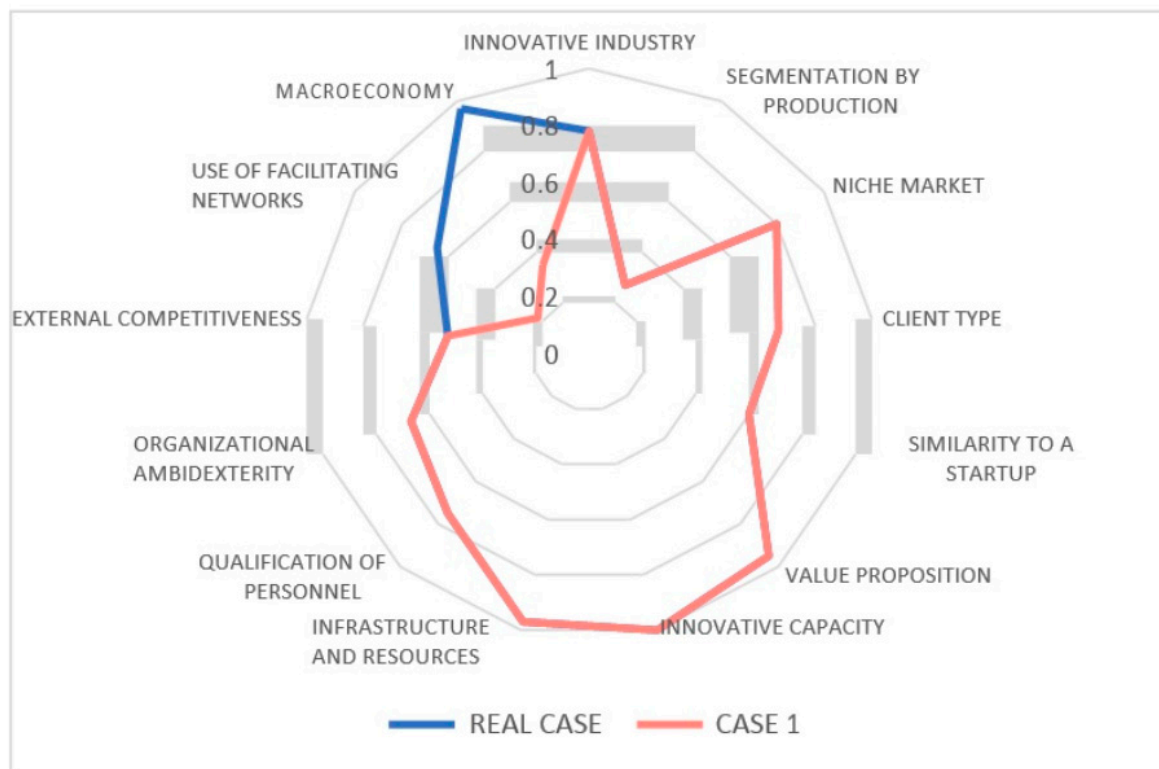 INNOVATIVE INDUSTRY
1
SEGMENTATION BY
PRODUCTION
MACROECONOMY
0.8
USE OF FACILITATING
NETWORKS
NICHE MARKET
0.6
0.4
0.2
EXTERNAL COMPETITIVENESS
CLIENT TYPE
0
ORGANIZATIONAL
AMBIDEXTERITY
SIMILARITY TO A
STARTUP
QUALIFICATION OF
PERSONNEL
VALUE PROPOSITION
INFRASTRUCTURE
AND RESOURCES
INNOVATIVE CAPACITY
REAL CASE
CASE 1